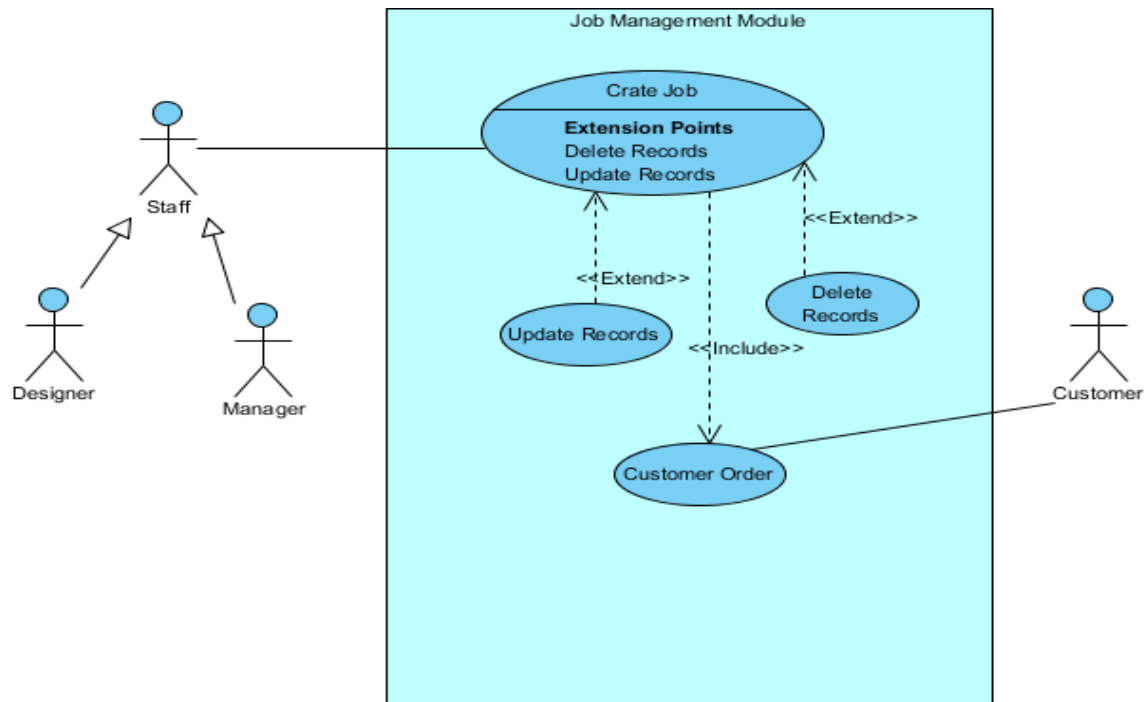 Job Management Module
Crate Job
Extension Points
Delete Records
Update Records
Staff
<<Extend>>
<<Extend>>
Delete
Records
Update Records
<<Include>>
Designer
Manager
Customer
Customer Order